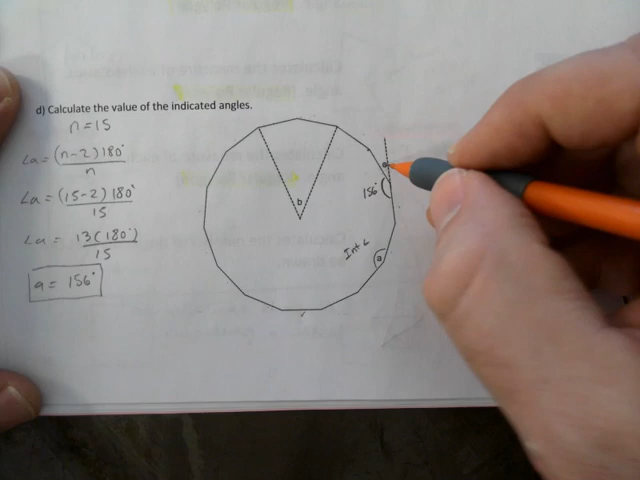 d) Calculate the value of the indicated angles.
n = 15
∠a = (n-2)180°
n
∠a = (15-2)180°
15
∠a = 13(180°)
15
a = 156°
b
156°
Int ∠
a